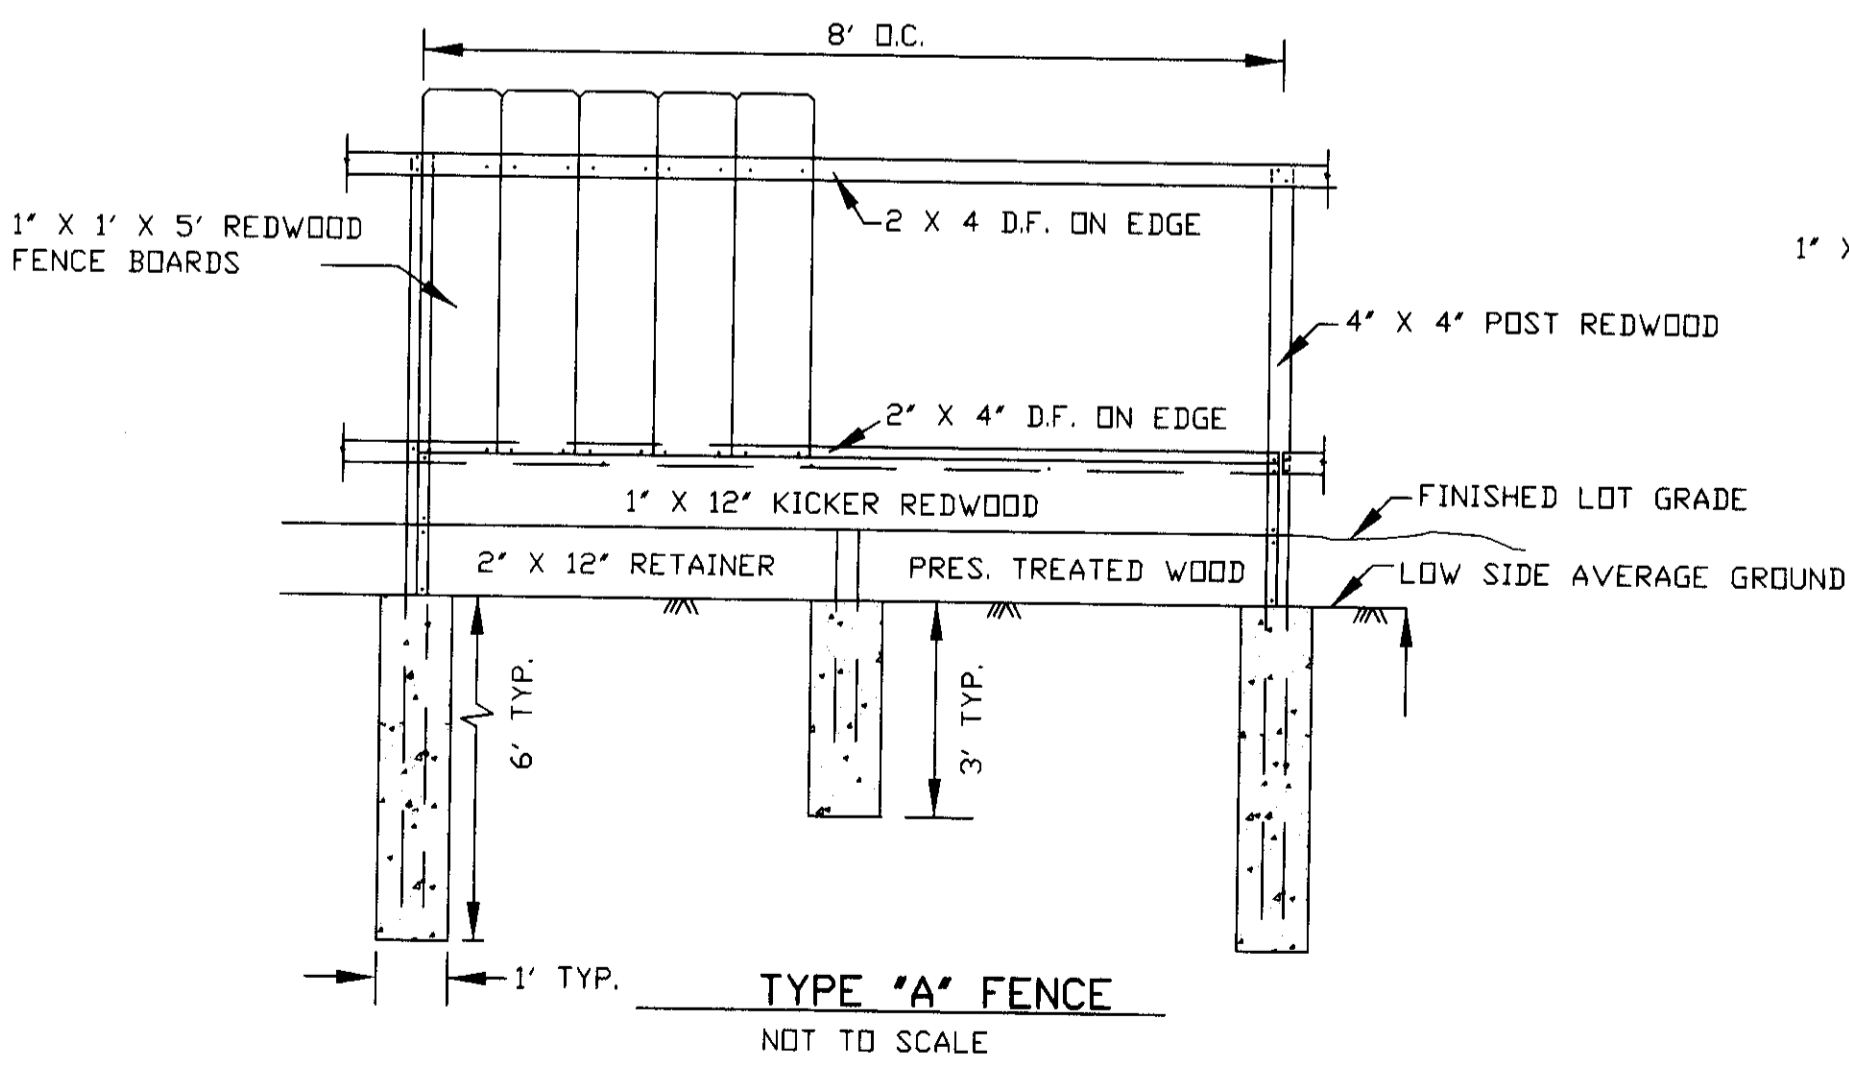 8' O.C.
1" X 1' X 5' REDWOOD
FENCE BOARDS
2 X 4 D.F. ON EDGE
1" X
4" X 4" POST REDWOOD
2" X 4" D.F. ON EDGE
1" X 12" KICKER REDWOOD
FINISHED LOT GRADE
2" X 12" RETAINER PRES. TREATED WOOD
LOW SIDE AVERAGE GROUND
6' TYP.
3' TYP.
1' TYP.
TYPE "A" FENCE
NOT TO SCALE